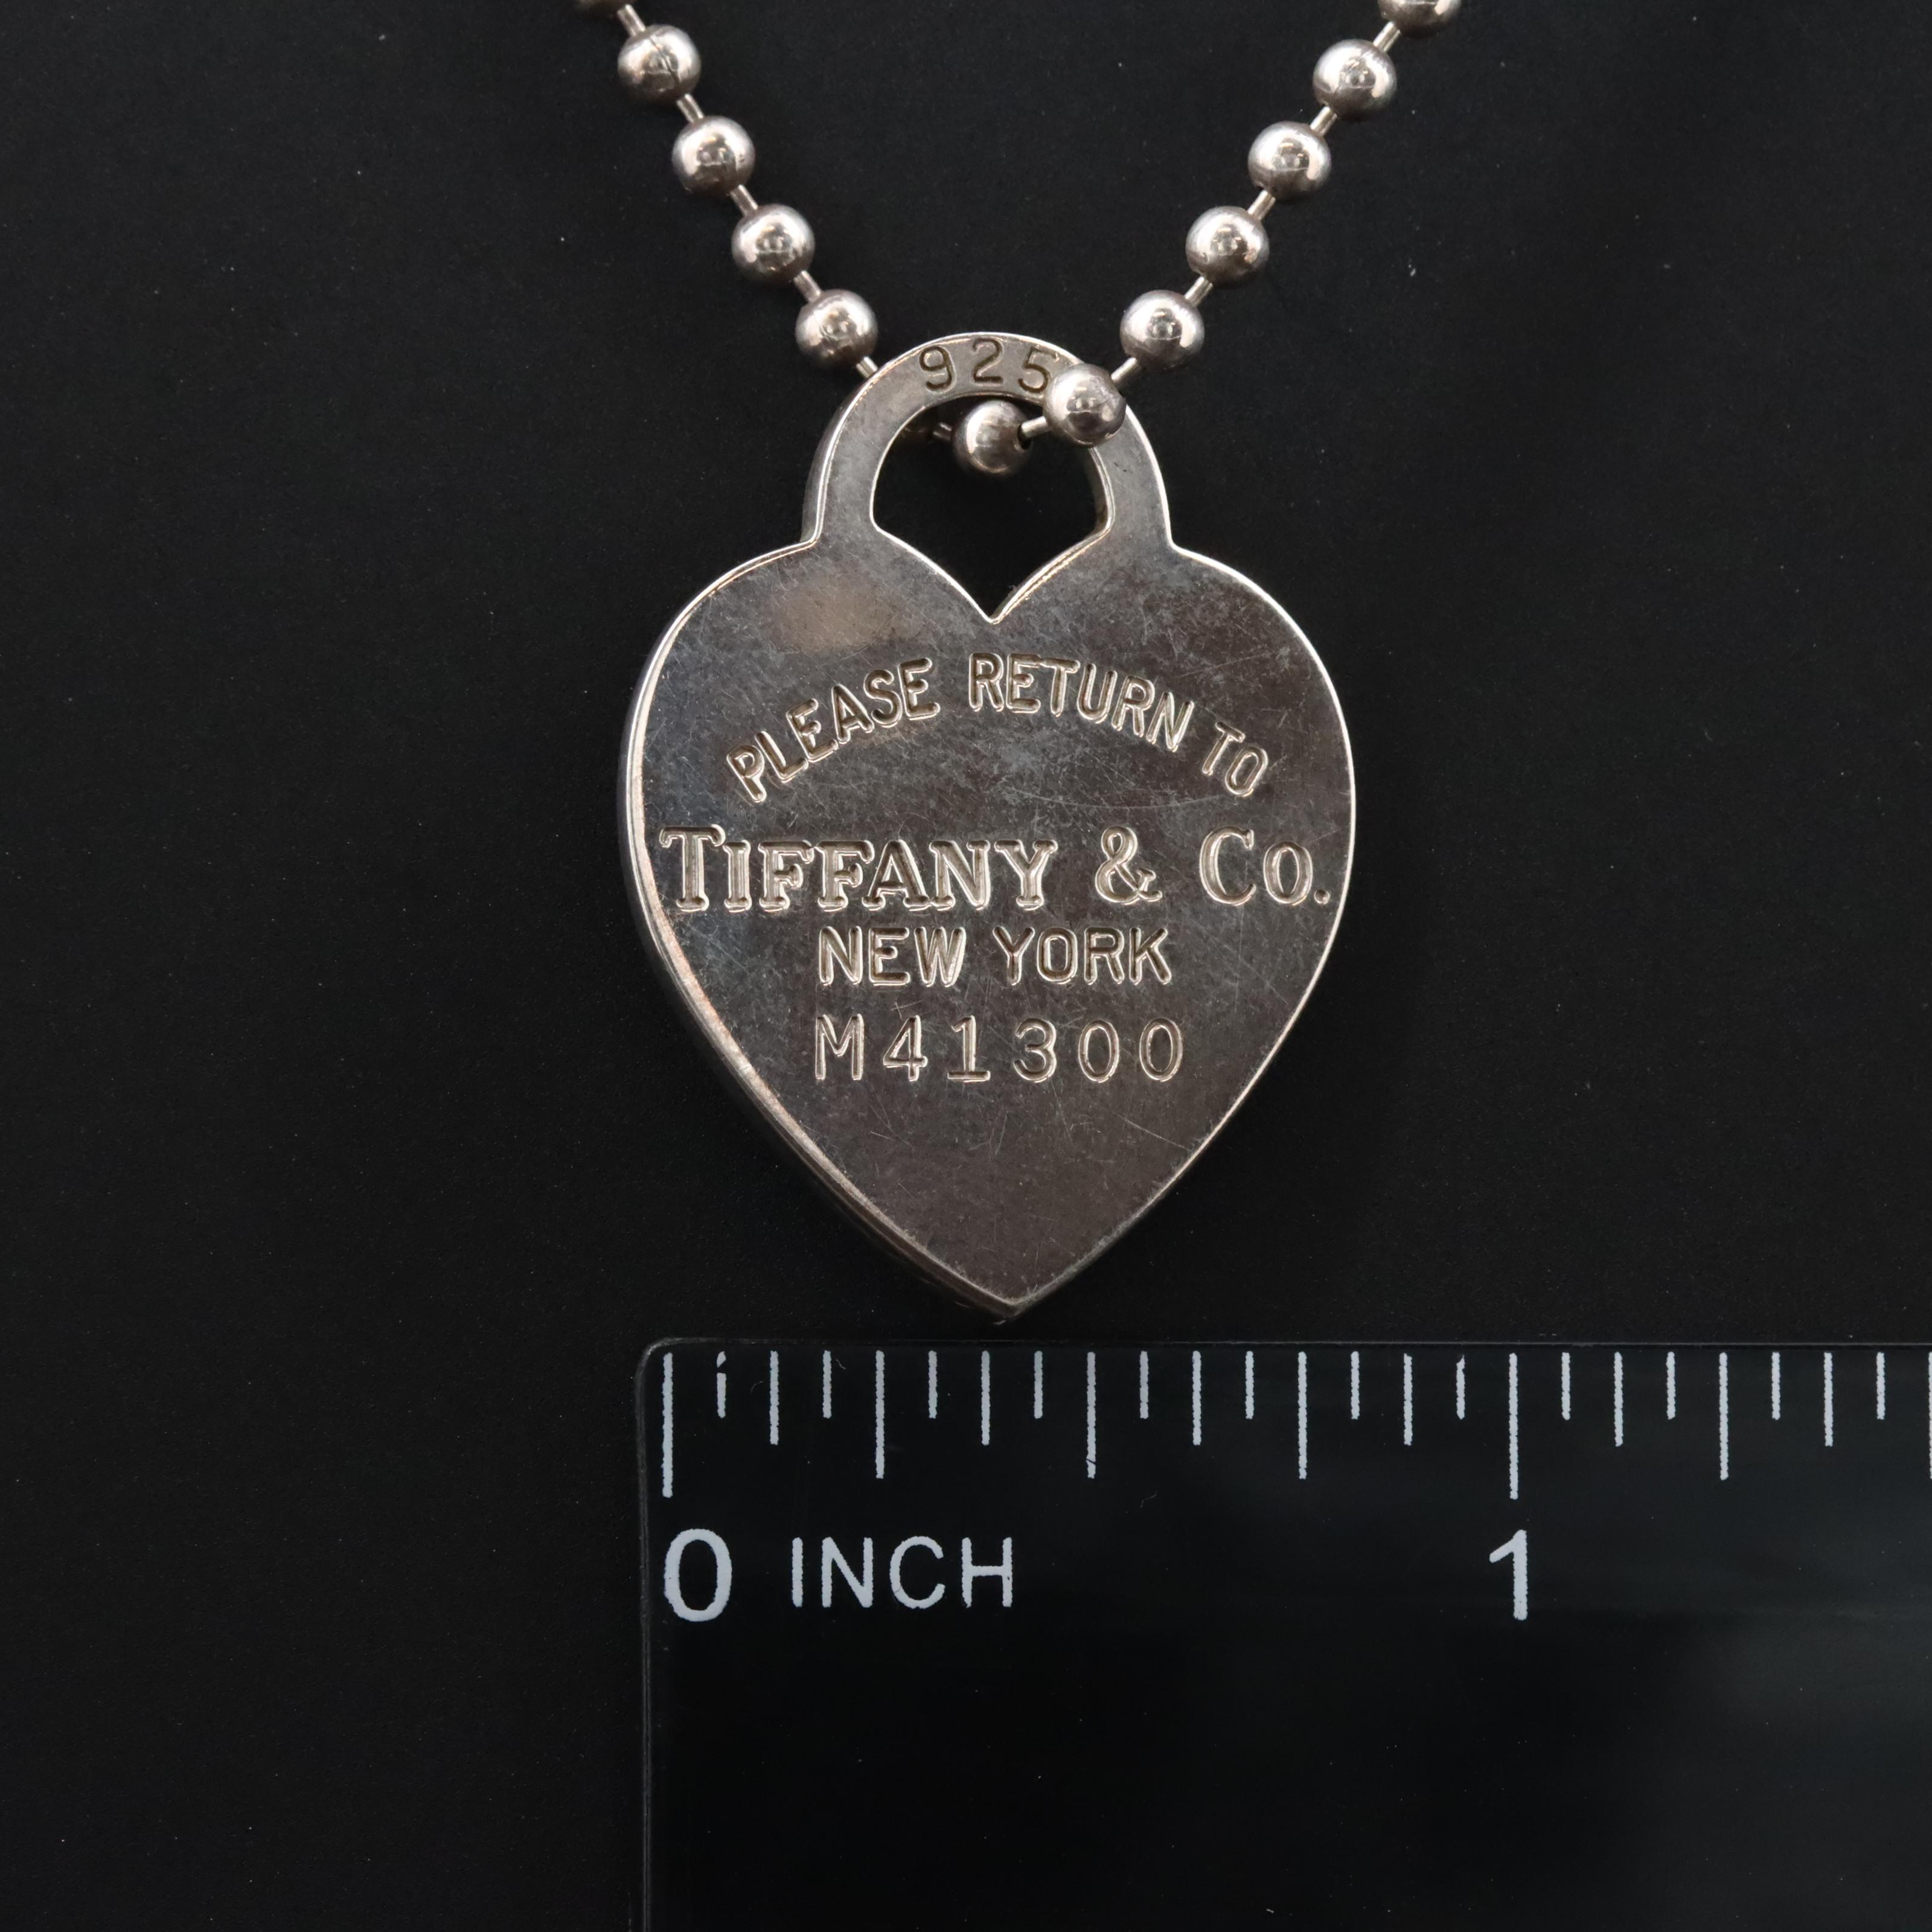 925
PLEASE RETURN TO
TIFFANY & CO.
NEW YORK
M41300
0 INCH 1